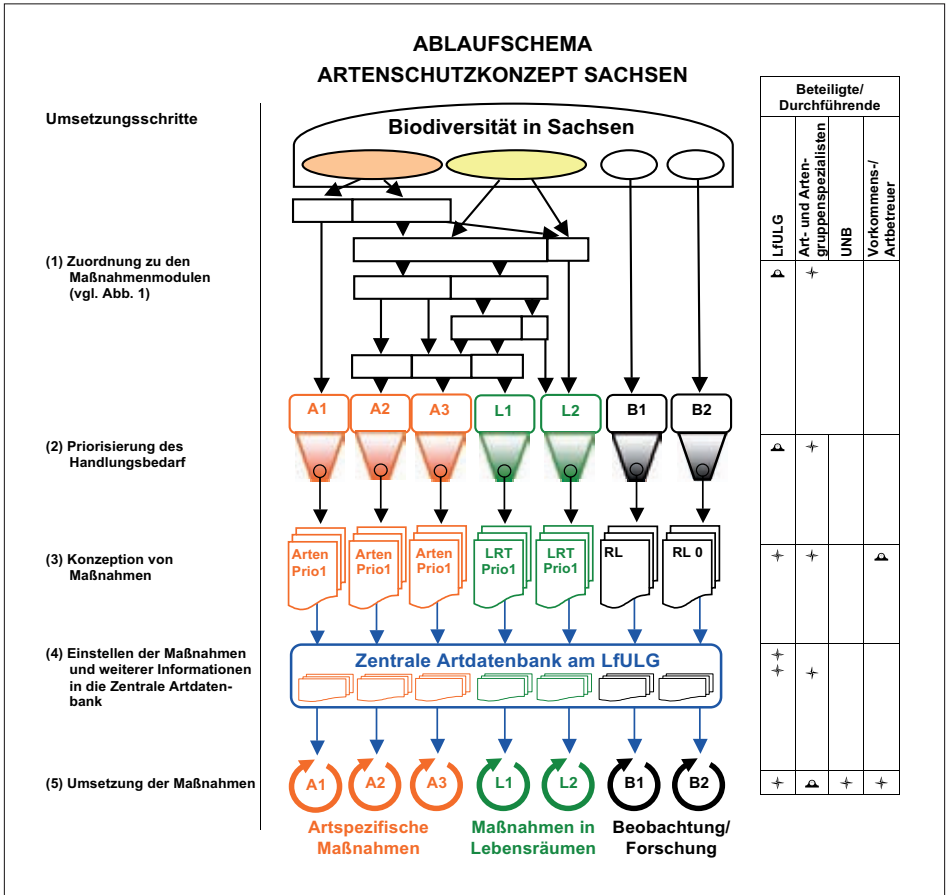 ABLAUFSCHEMA
ARTENSCHUTZKONZEPT SACHSEN
Beteiligte/
Durchführende
Umsetzungsschritte
Biodiversität in Sachsen
LfULG
Art- und Arten-
gruppenspezialisten
UNB
Vorkommens-/
Artbetreuer
(1) Zuordnung zu den
Maßnahmenmodulen
(vgl. Abb. 1)
A1 A2 A3 L1 L2 B1 B2
(2) Priorisierung des
Handlungsbedarf
(3) Konzeption von
Maßnahmen
Arten Arten Arten LRT LRT RL RL 0
Prio1 Prio1 Prio1 Prio1 Prio1
(4) Einstellen der Maßnahmen
und weiterer Informationen
in die Zentrale Artdaten-
bank
Zentrale Artdatenbank am LfULG
(5) Umsetzung der Maßnahmen
A1 A2 A3 L1 L2 B1 B2
Artspezifische
Maßnahmen
Maßnahmen in
Lebensräumen
Beobachtung/
Forschung